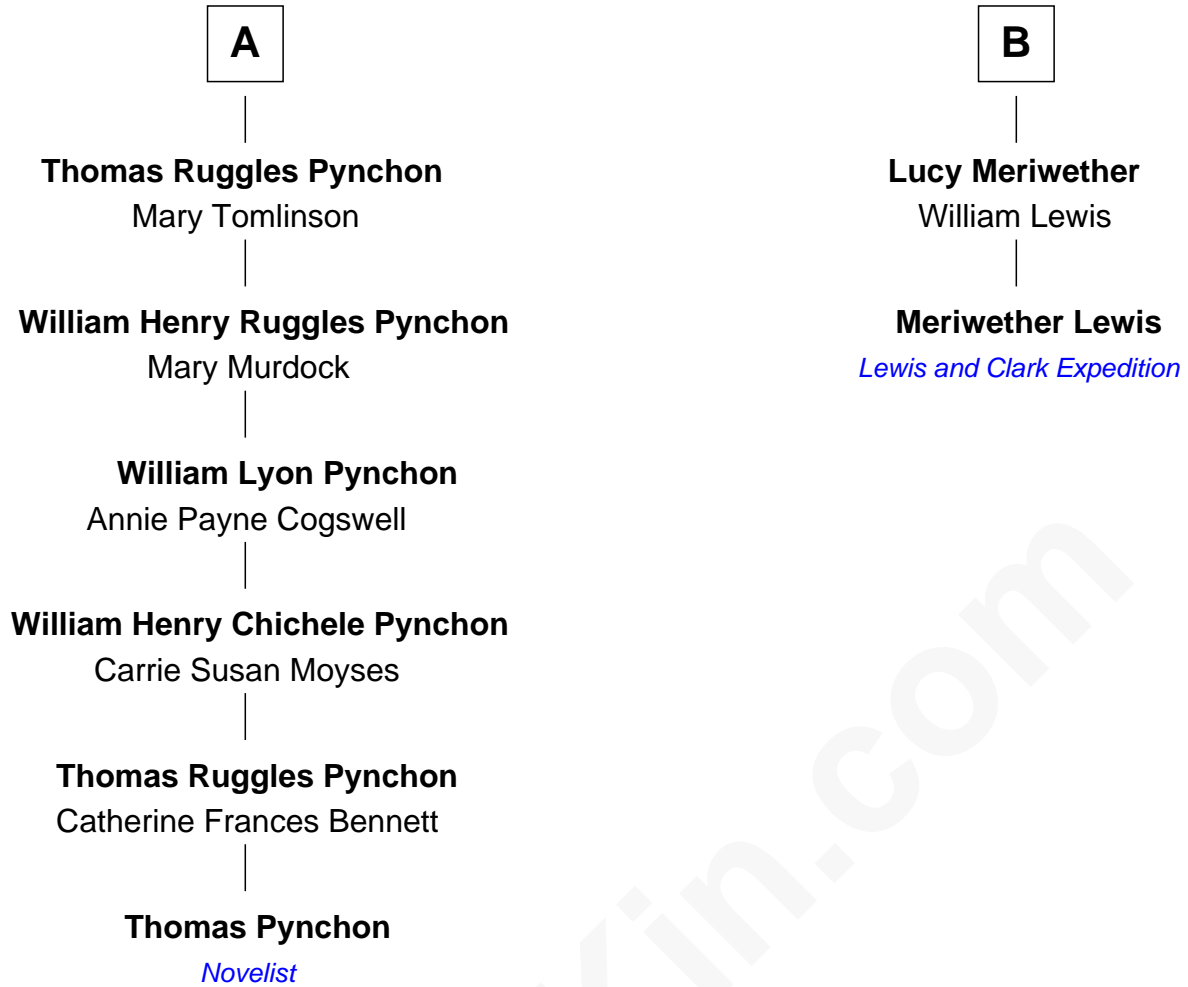 A
Thomas Ruggles Pynchon
Mary Tomlinson
William Henry Ruggles Pynchon
Mary Murdock
William Lyon Pynchon
Annie Payne Cogswell
William Henry Chichele Pynchon
Carrie Susan Moyses
Thomas Ruggles Pynchon
Catherine Frances Bennett
Thomas Pynchon
Novelist
B
Lucy Meriwether
William Lewis
Meriwether Lewis
Lewis and Clark Expedition
in.com